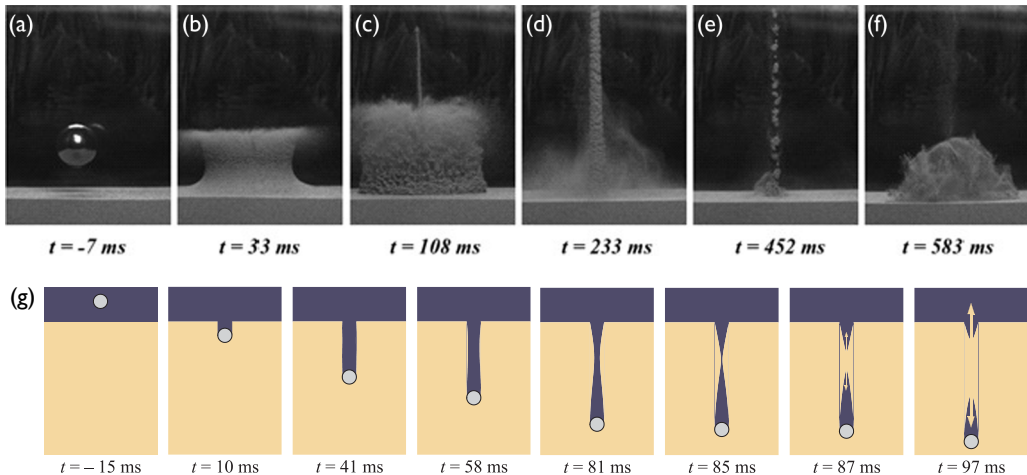 (a) (b) (c) (d) (e) (f)
t = -7 ms t = 33 ms t = 108 ms t = 233 ms t = 452 ms t = 583 ms
(g)
t = – 15 ms t = 10 ms t = 41 ms t = 58 ms t = 81 ms t = 85 ms t = 87 ms t = 97 ms